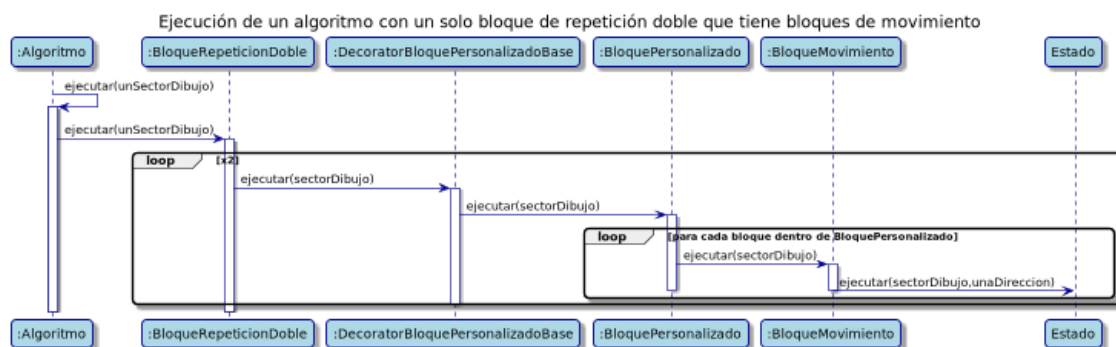 Ejecución de un algoritmo con un solo bloque de repetición doble que tiene bloques de movimiento
:Algoritmo :BloqueRepeticionDoble :DecoratorBloquePersonalizadoBase :BloquePersonalizado :BloqueMovimiento Estado
ejecutar(unSectorDibujo)
ejecutar(unSectorDibujo)
loop [x2]
ejecutar(sectorDibujo)
ejecutar(sectorDibujo)
loop [para cada bloque dentro de BloquePersonalizado]
ejecutar(sectorDibujo)
ejecutar(sectorDibujo,unaDireccion)
:Algoritmo :BloqueRepeticionDoble :DecoratorBloquePersonalizadoBase :BloquePersonalizado :BloqueMovimiento Estado